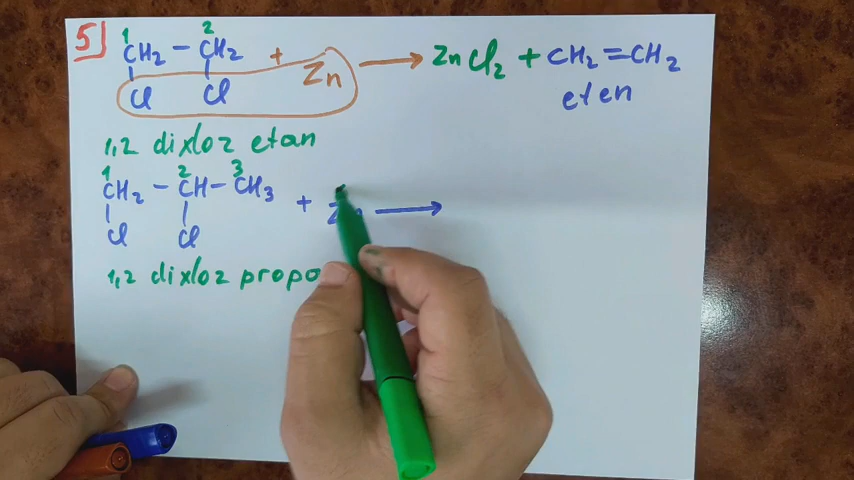 5)
1 2
CH₂ — CH₂ + Zn → ZnCl₂ + CH₂=CH₂
Cl Cl
eten
1,2 dixloz etan
1 2 3
CH₂ — CH — CH₃ + Zn →
Cl Cl
1,2 dixloz propo